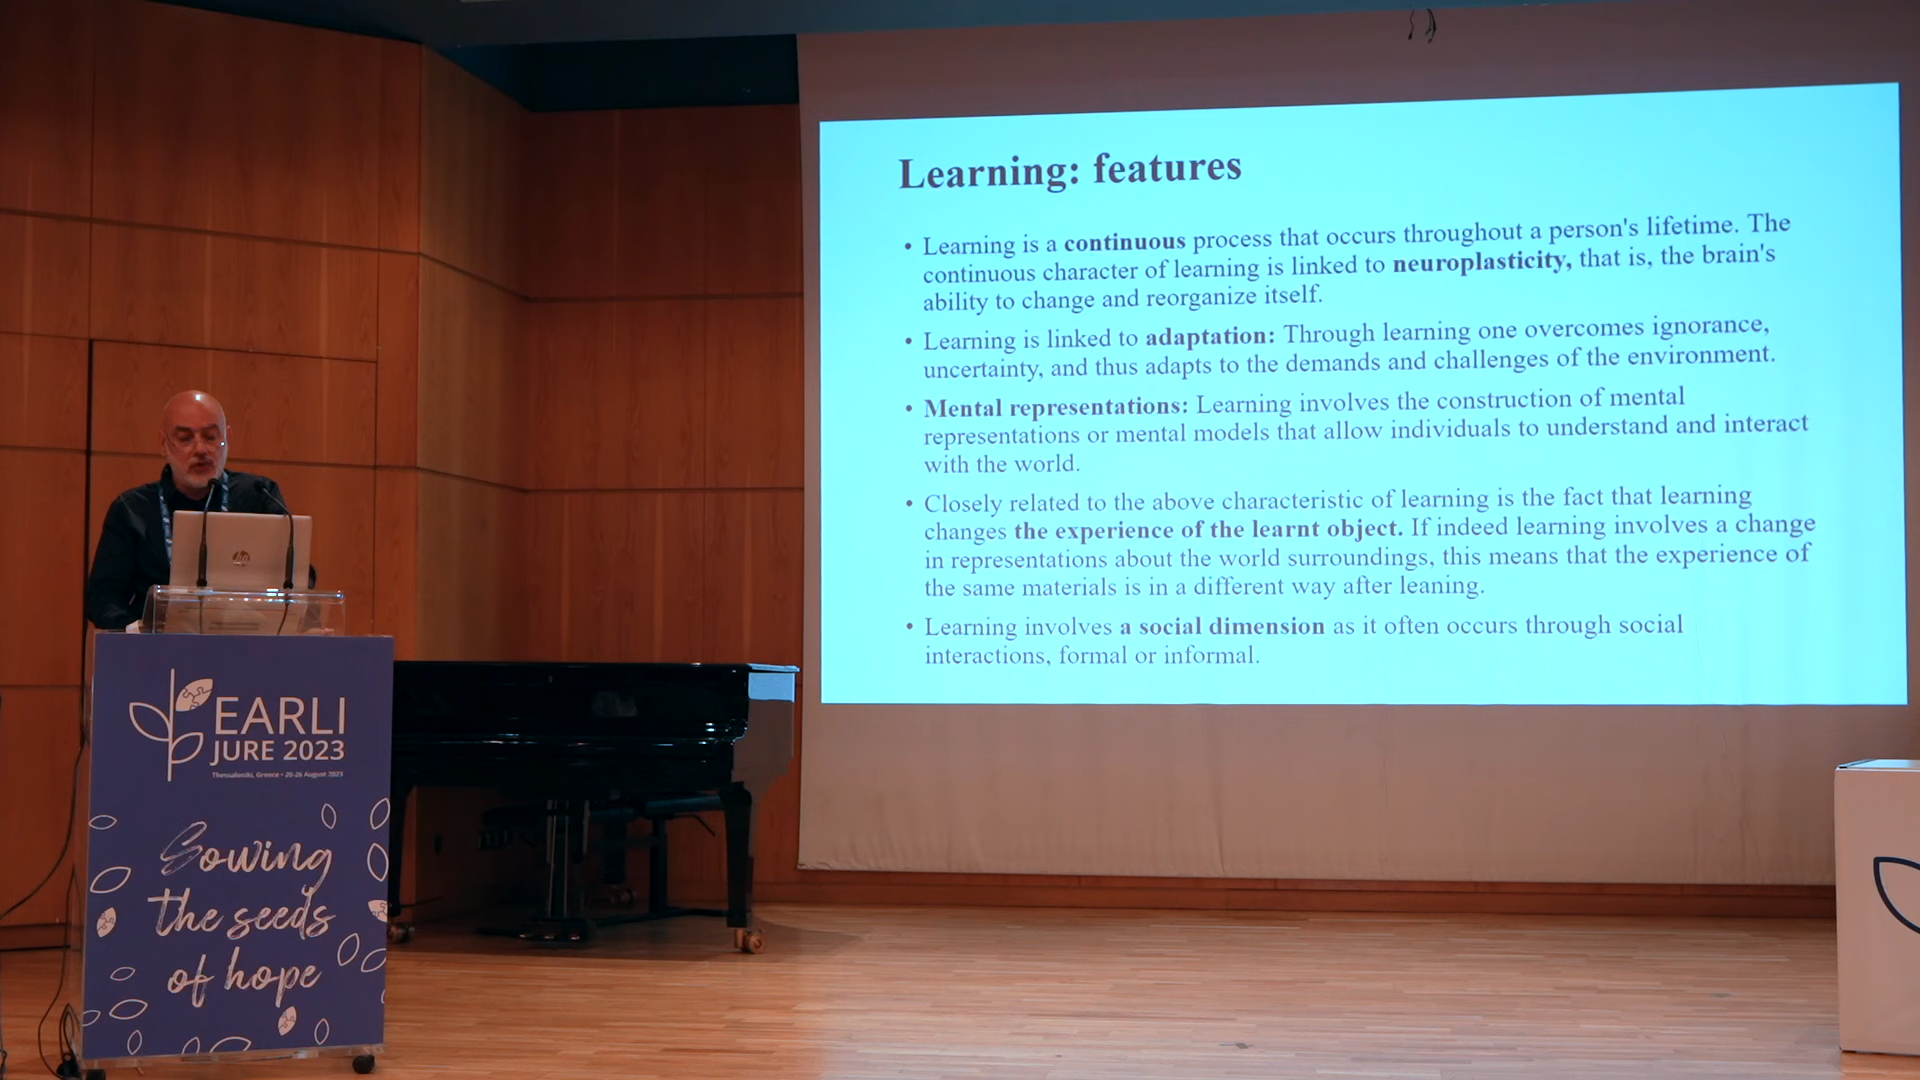 Learning: features
• Learning is a continuous process that occurs throughout a person's lifetime. The
continuous character of learning is linked to neuroplasticity, that is, the brain's
ability to change and reorganize itself.
• Learning is linked to adaptation: Through learning one overcomes ignorance,
uncertainty, and thus adapts to the demands and challenges of the environment.
• Mental representations: Learning involves the construction of mental
representations or mental models that allow individuals to understand and interact
with the world.
• Closely related to the above characteristic of learning is the fact that learning
changes the experience of the learnt object. If indeed learning involves a change
in representations about the world surroundings, this means that the experience of
the same materials is in a different way after leaning.
• Learning involves a social dimension as it often occurs through social
interactions, formal or informal.
hp
EARLI
JURE 2023
Thessaloniki, Greece • 20-26 August 2023
Sowing
the seeds
of hope